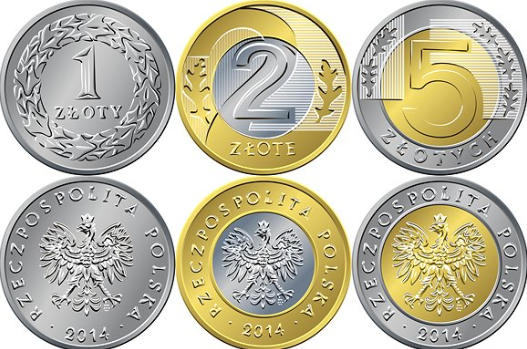 1
ZŁOTY
2
ZŁOTE
5
ZŁOTYCH
RZECZPOSPOLITA POLSKA
· 2014 ·
RZECZPOSPOLITA POLSKA
· 2014 ·
RZECZPOSPOLITA POLSKA
· 2014 ·